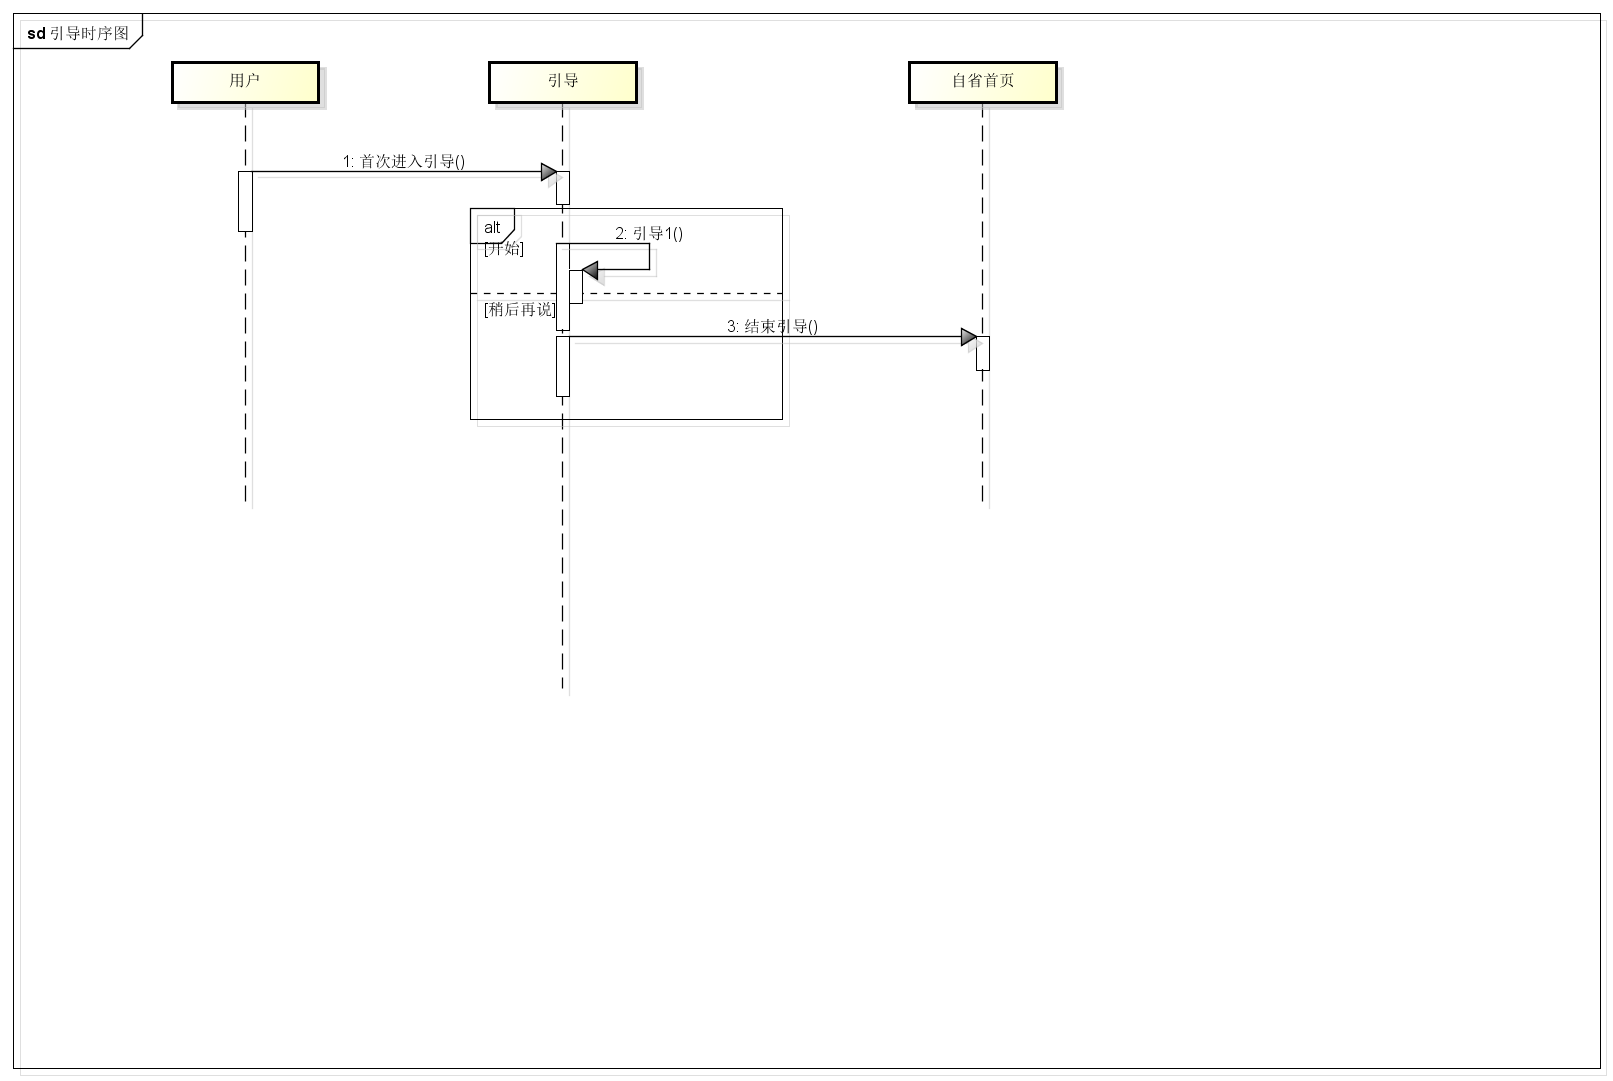 sd 引导时序图
用户
引导
自省首页
1: 首次进入引导()
alt
2: 引导1()
[开始]
[稍后再说]
3: 结束引导()